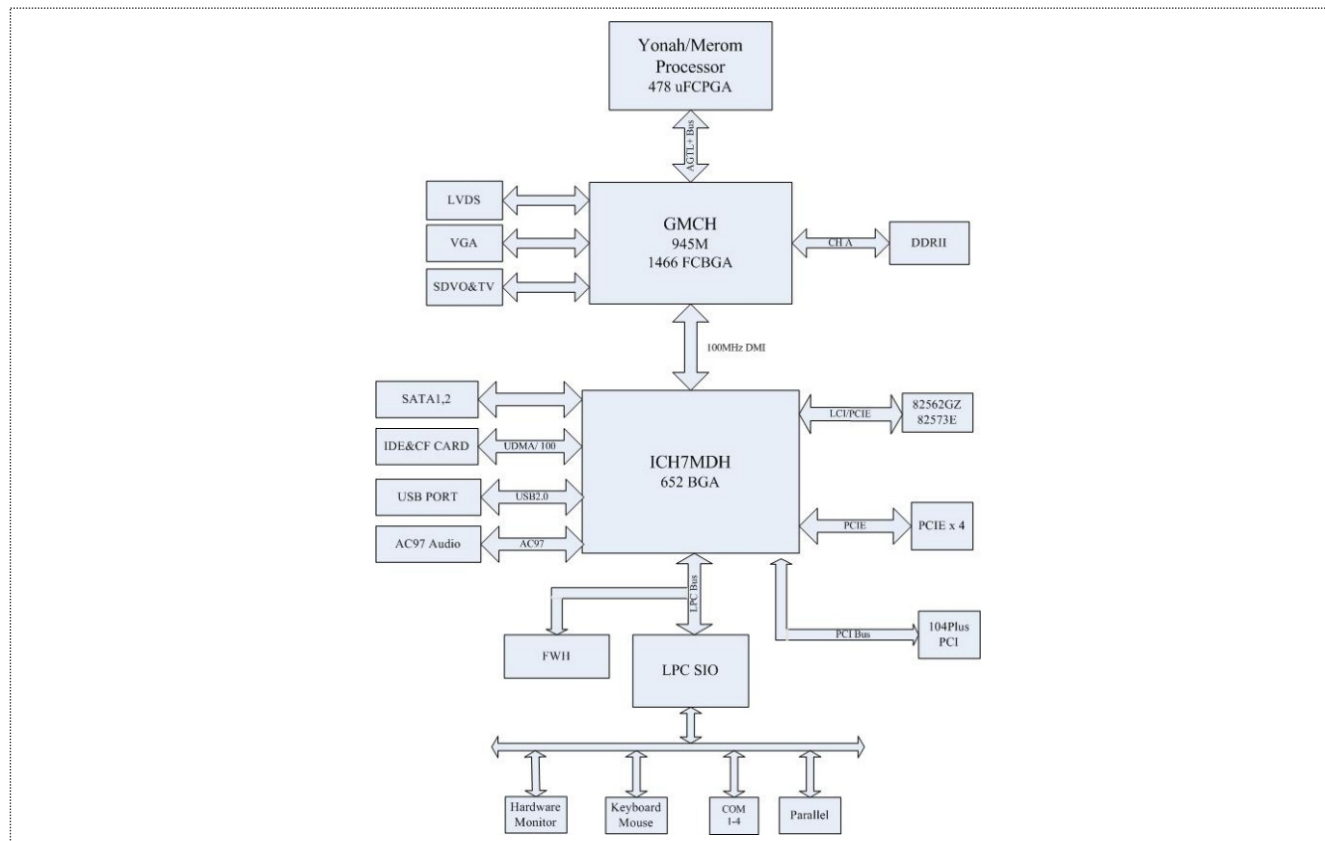 Yonah/Merom
Processor
478 uFCPGA
AGTL+ Bus
LVDS
VGA
SDVO&TV
GMCH
945M
1466 FCBGA
CH A
DDRII
100MHz DMI
SATA1,2
IDE&CF CARD
UDMA/ 100
USB PORT
USB2.0
AC97 Audio
AC97
ICH7MDH
652 BGA
LCI/PCIE
82562GZ
82573E
PCIE
PCIE x 4
LPC Bus
PCI Bus
104Plus
PCI
FWH
LPC SIO
Hardware
Monitor
Keyboard
Mouse
COM
1-4
Parallel